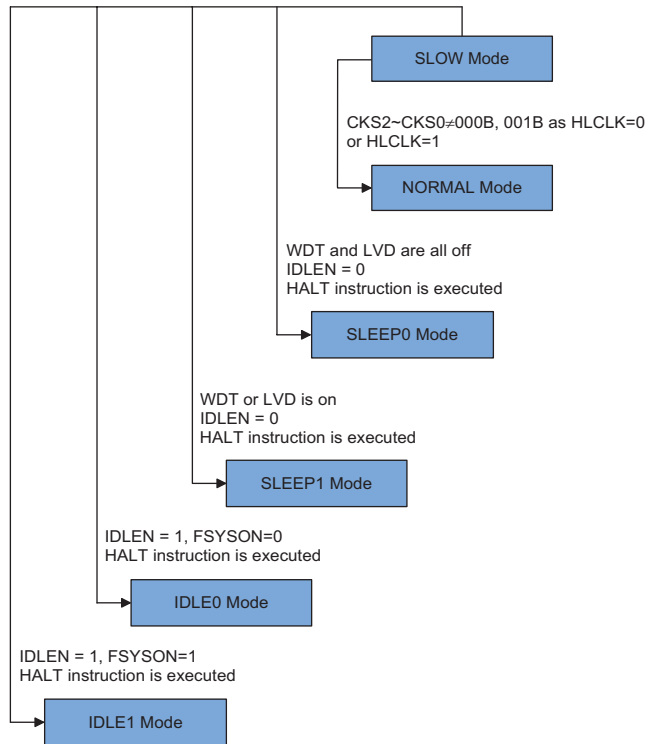 SLOW Mode
CKS2~CKS0≠000B, 001B as HLCLK=0
or HLCLK=1
NORMAL Mode
WDT and LVD are all off
IDLEN = 0
HALT instruction is executed
SLEEP0 Mode
WDT or LVD is on
IDLEN = 0
HALT instruction is executed
SLEEP1 Mode
IDLEN = 1, FSYSON=0
HALT instruction is executed
IDLE0 Mode
IDLEN = 1, FSYSON=1
HALT instruction is executed
IDLE1 Mode